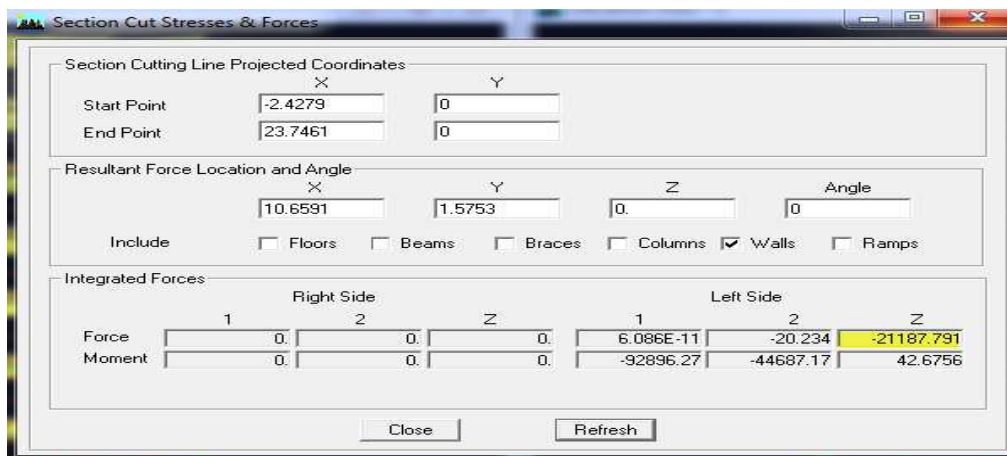 Section Cut Stresses & Forces
Section Cutting Line Projected Coordinates
X Y
Start Point -2.4279 0
End Point 23.7461 0
Resultant Force Location and Angle
X Y Z Angle
10.6591 1.5753 0. 0
Include Floors Beams Braces Columns Walls Ramps
Integrated Forces
Right Side Left Side
1 2 Z 1 2 Z
Force 0. 0. 0. 6.086E-11 -20.234 -21187.791
Moment 0. 0. 0. -92896.27 -44687.17 42.6756
Close Refresh